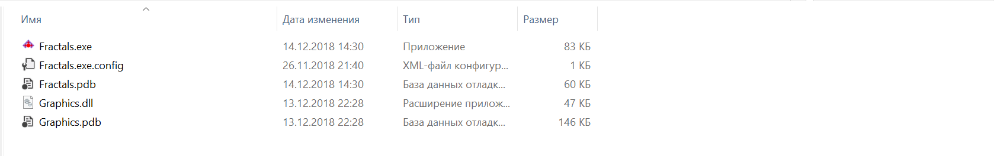 Имя Дата изменения Тип Размер
Fractals.exe 14.12.2018 14:30 Приложение 83 КБ
Fractals.exe.config 26.11.2018 21:40 XML-файл конфигур... 1 КБ
Fractals.pdb 14.12.2018 14:30 База данных отладк... 60 КБ
Graphics.dll 13.12.2018 22:28 Расширение прилож... 47 КБ
Graphics.pdb 13.12.2018 22:28 База данных отладк... 146 КБ